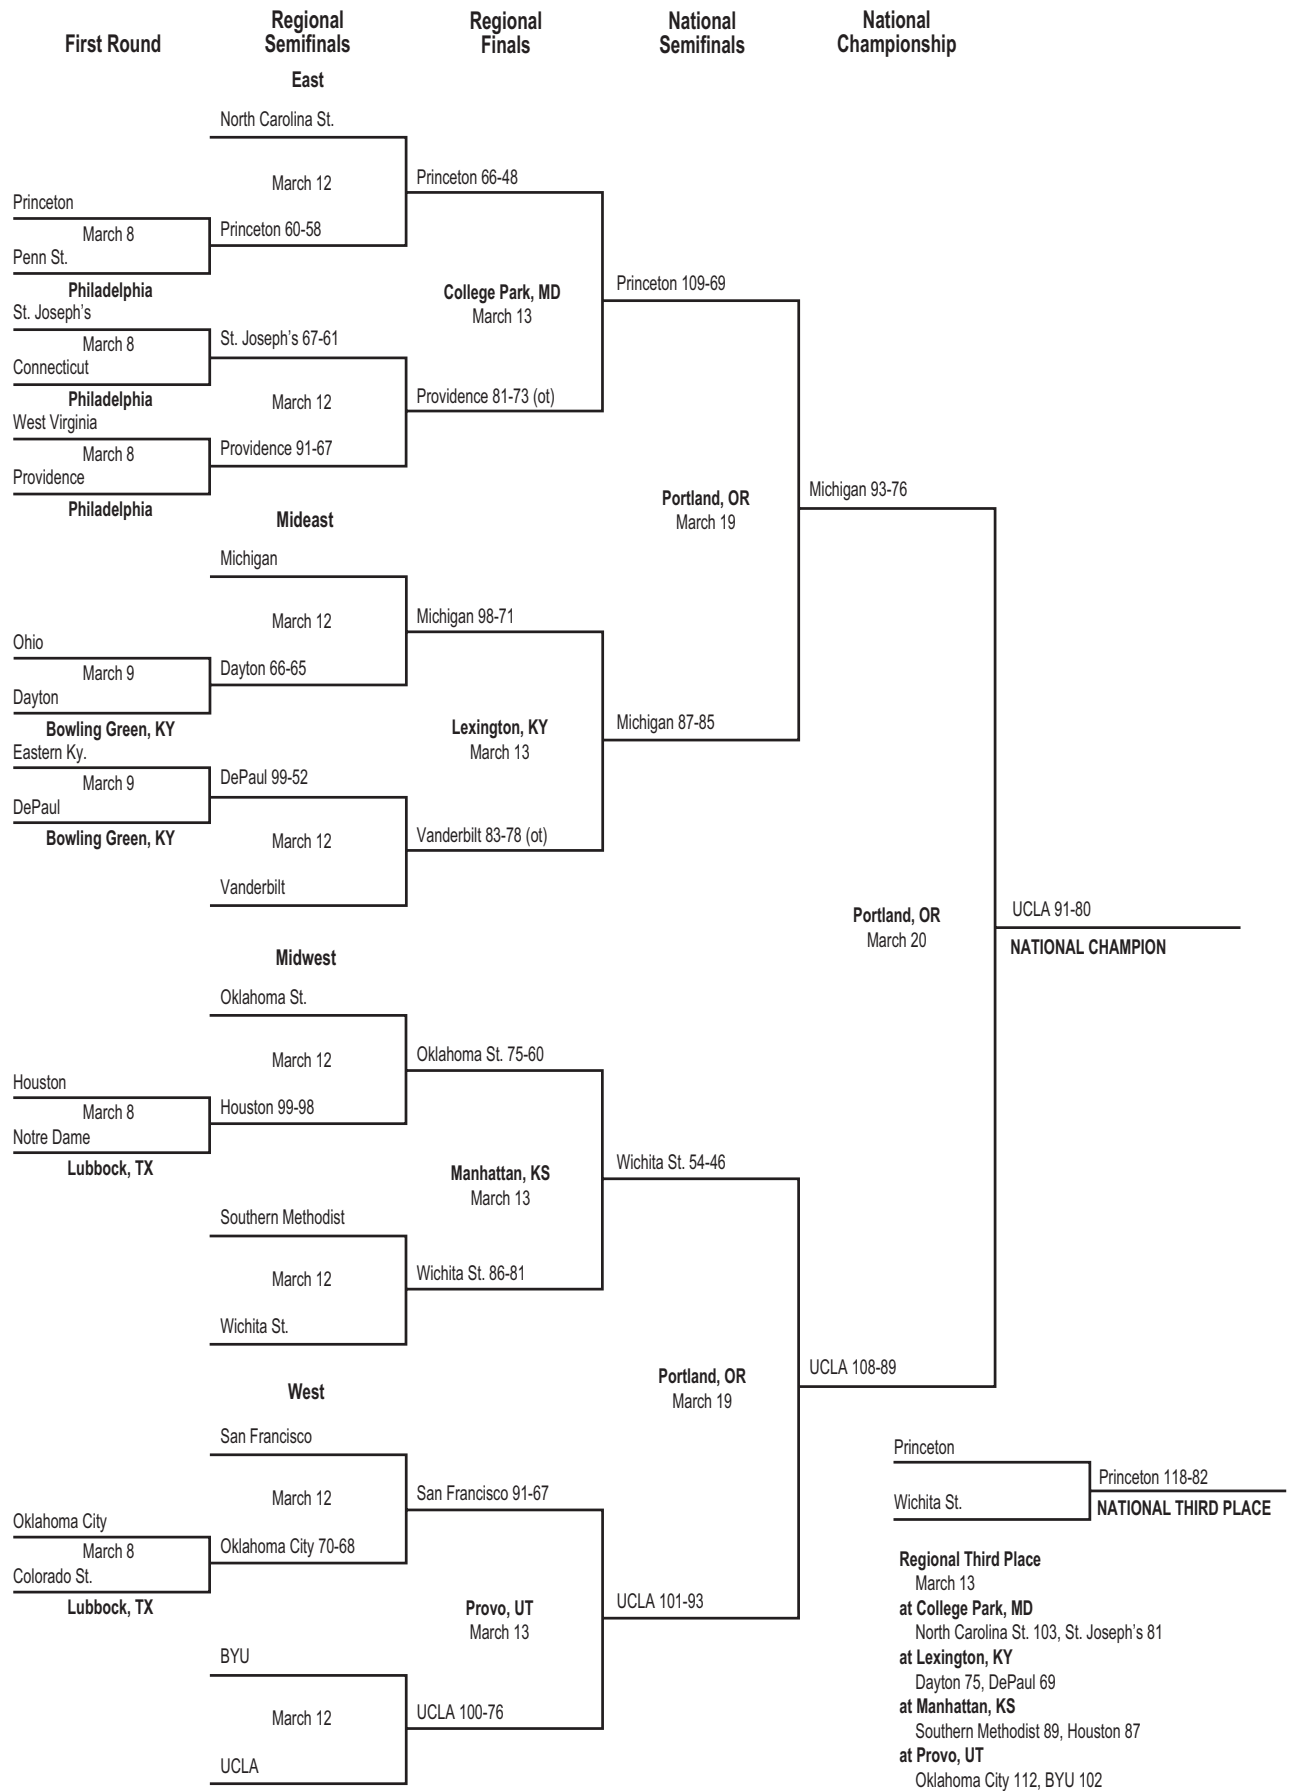 First Round
Regional
Semifinals
Regional
Finals
National
Semifinals
National
Championship
East
North Carolina St.
March 12
Princeton 66-48
Princeton
March 8
Princeton 60-58
Penn St.
Philadelphia
College Park, MD
March 13
Princeton 109-69
St. Joseph's
March 8
St. Joseph's 67-61
Connecticut
Philadelphia
March 12
Providence 81-73 (ot)
West Virginia
March 8
Providence 91-67
Providence
Philadelphia
Portland, OR
March 19
Michigan 93-76
Mideast
Michigan
March 12
Michigan 98-71
Ohio
March 9
Dayton 66-65
Dayton
Bowling Green, KY
Lexington, KY
March 13
Michigan 87-85
Eastern Ky.
March 9
DePaul 99-52
DePaul
Bowling Green, KY
March 12
Vanderbilt 83-78 (ot)
Vanderbilt
Portland, OR
March 20
UCLA 91-80
NATIONAL CHAMPION
Midwest
Oklahoma St.
March 12
Oklahoma St. 75-60
Houston
March 8
Houston 99-98
Notre Dame
Lubbock, TX
Manhattan, KS
March 13
Wichita St. 54-46
Southern Methodist
March 12
Wichita St. 86-81
Wichita St.
Portland, OR
March 19
UCLA 108-89
West
San Francisco
March 12
San Francisco 91-67
Oklahoma City
March 8
Oklahoma City 70-68
Colorado St.
Lubbock, TX
Provo, UT
March 13
UCLA 101-93
BYU
March 12
UCLA 100-76
UCLA
Princeton
Princeton 118-82
Wichita St.
NATIONAL THIRD PLACE
Regional Third Place
March 13
at College Park, MD
North Carolina St. 103, St. Joseph's 81
at Lexington, KY
Dayton 75, DePaul 69
at Manhattan, KS
Southern Methodist 89, Houston 87
at Provo, UT
Oklahoma City 112, BYU 102